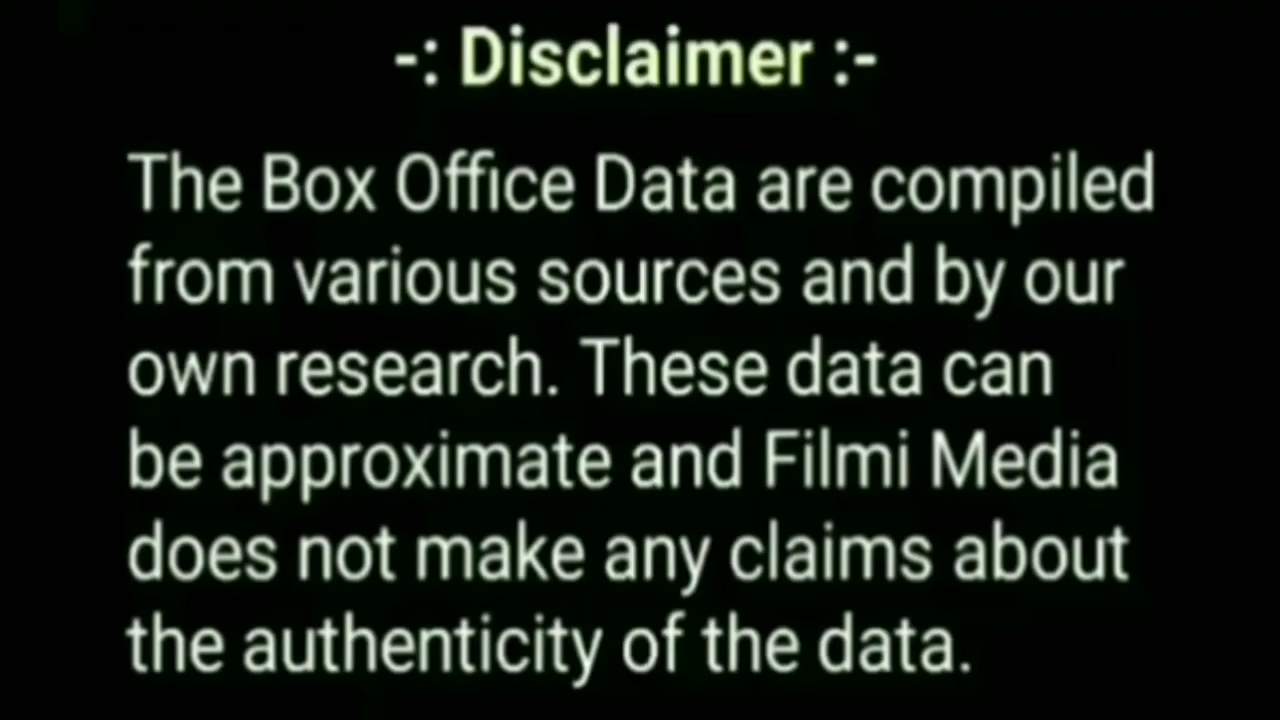 -: Disclaimer :-
The Box Office Data are compiled
from various sources and by our
own research. These data can
be approximate and Filmi Media
does not make any claims about
the authenticity of the data.